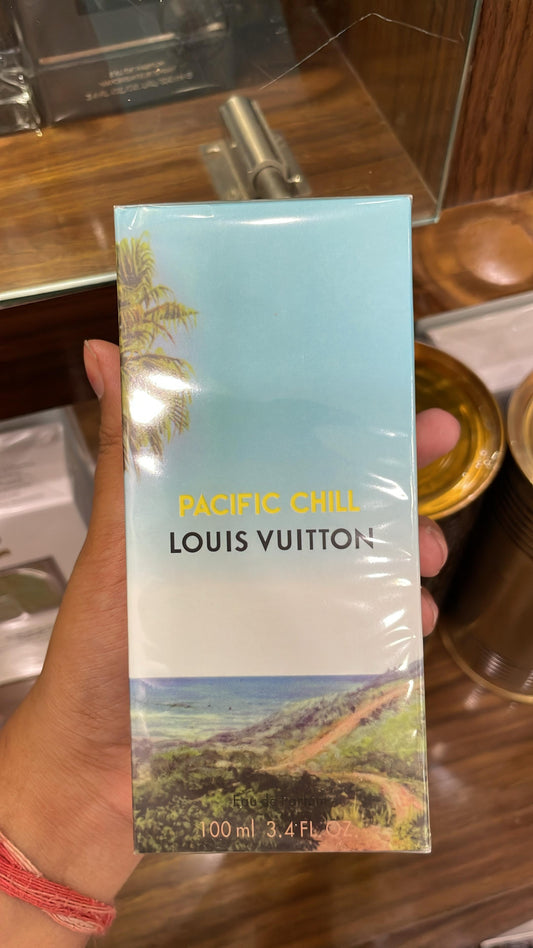 PACIFIC CHILL
LOUIS VUITTON
Eau de Parfum
100 ml 3.4 FL. OZ.